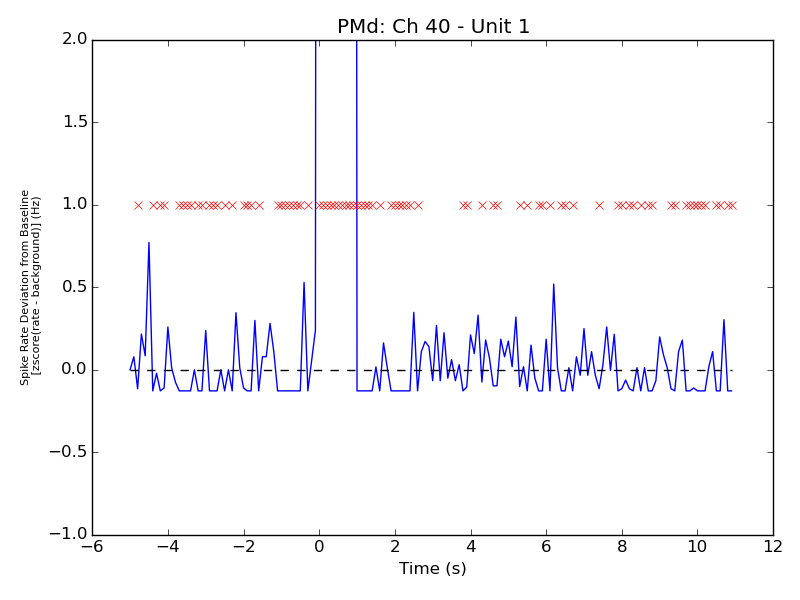 PMd: Ch 40 - Unit 1
2.0
1.5
1.0
0.5
0.0
−0.5
−1.0
Spike Rate Deviation from Baseline
[zscore(rate - background)] (Hz)
−6 −4 −2 0 2 4 6 8 10 12
Time (s)